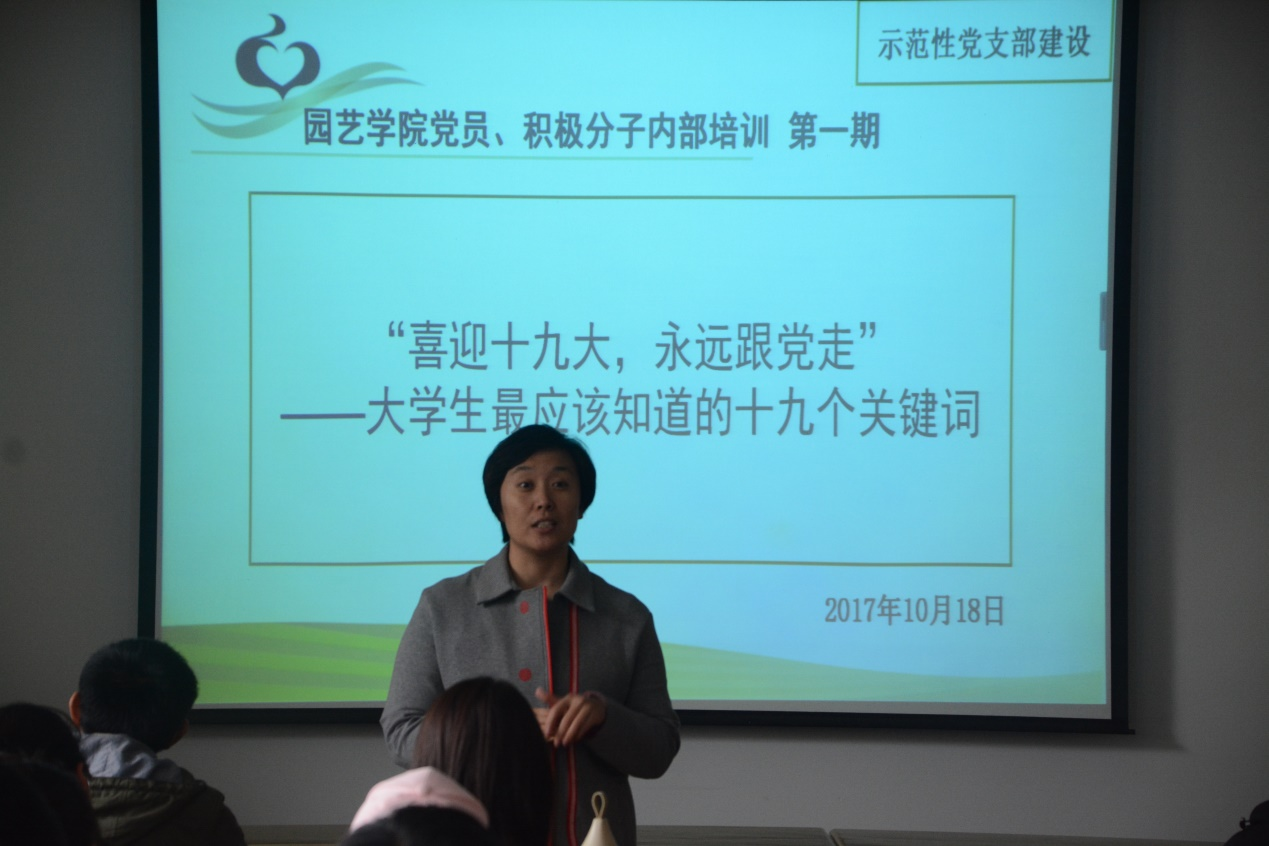 示范性党支部建设
园艺学院党员、积极分子内部培训 第一期
“喜迎十九大，永远跟党走”
——大学生最应该知道的十九个关键词
2017年10月18日